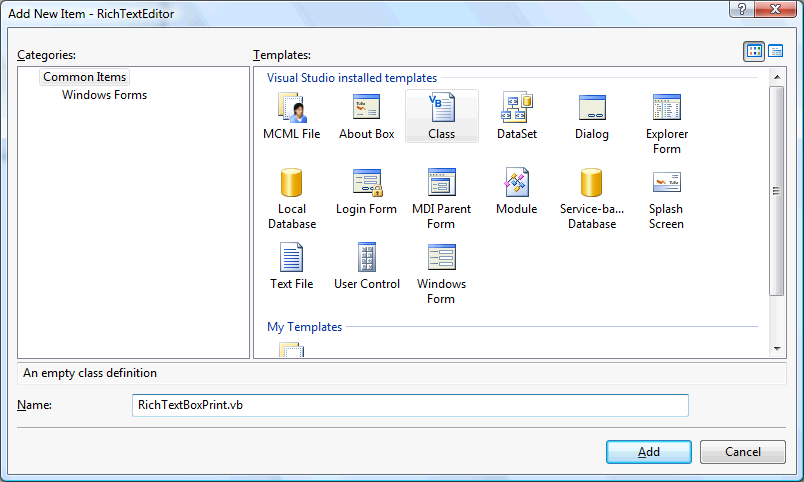 Add New Item - RichTextEditor
Categories:
Templates:
Common Items
Windows Forms
Visual Studio installed templates
MCML File
About Box
VB
Class
DataSet
Dialog
Explorer
Form
Local
Database
Login Form
MDI Parent
Form
Module
Service-ba...
Database
Splash
Screen
Text File
User Control
Windows
Form
My Templates
An empty class definition
Name:
RichTextBoxPrint.vb
Add
Cancel